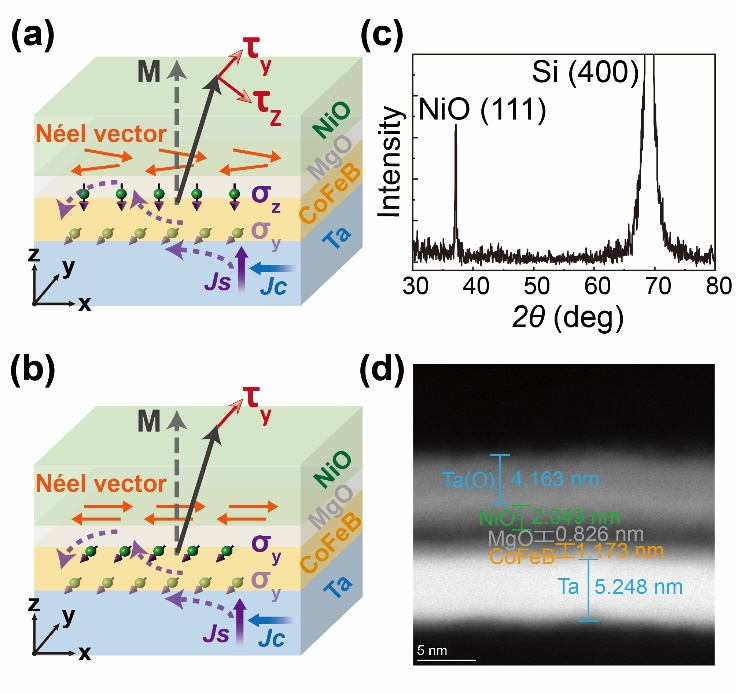 (a)
M
τy
τZ
Néel vector
NiO
MgO
CoFeB
Ta
σz
σy
Js
Jc
z
y
x
(c)
Intensity
NiO (111)
Si (400)
30 40 50 60 70 80
2θ (deg)
(b)
M
τy
Néel vector
NiO
MgO
CoFeB
Ta
σy
σy
Js
Jc
z
y
x
(d)
Ta(O) 4.163 nm
NiO 2.049 nm
MgO 0.826 nm
CoFeB 1.173 nm
Ta 5.248 nm
5 nm